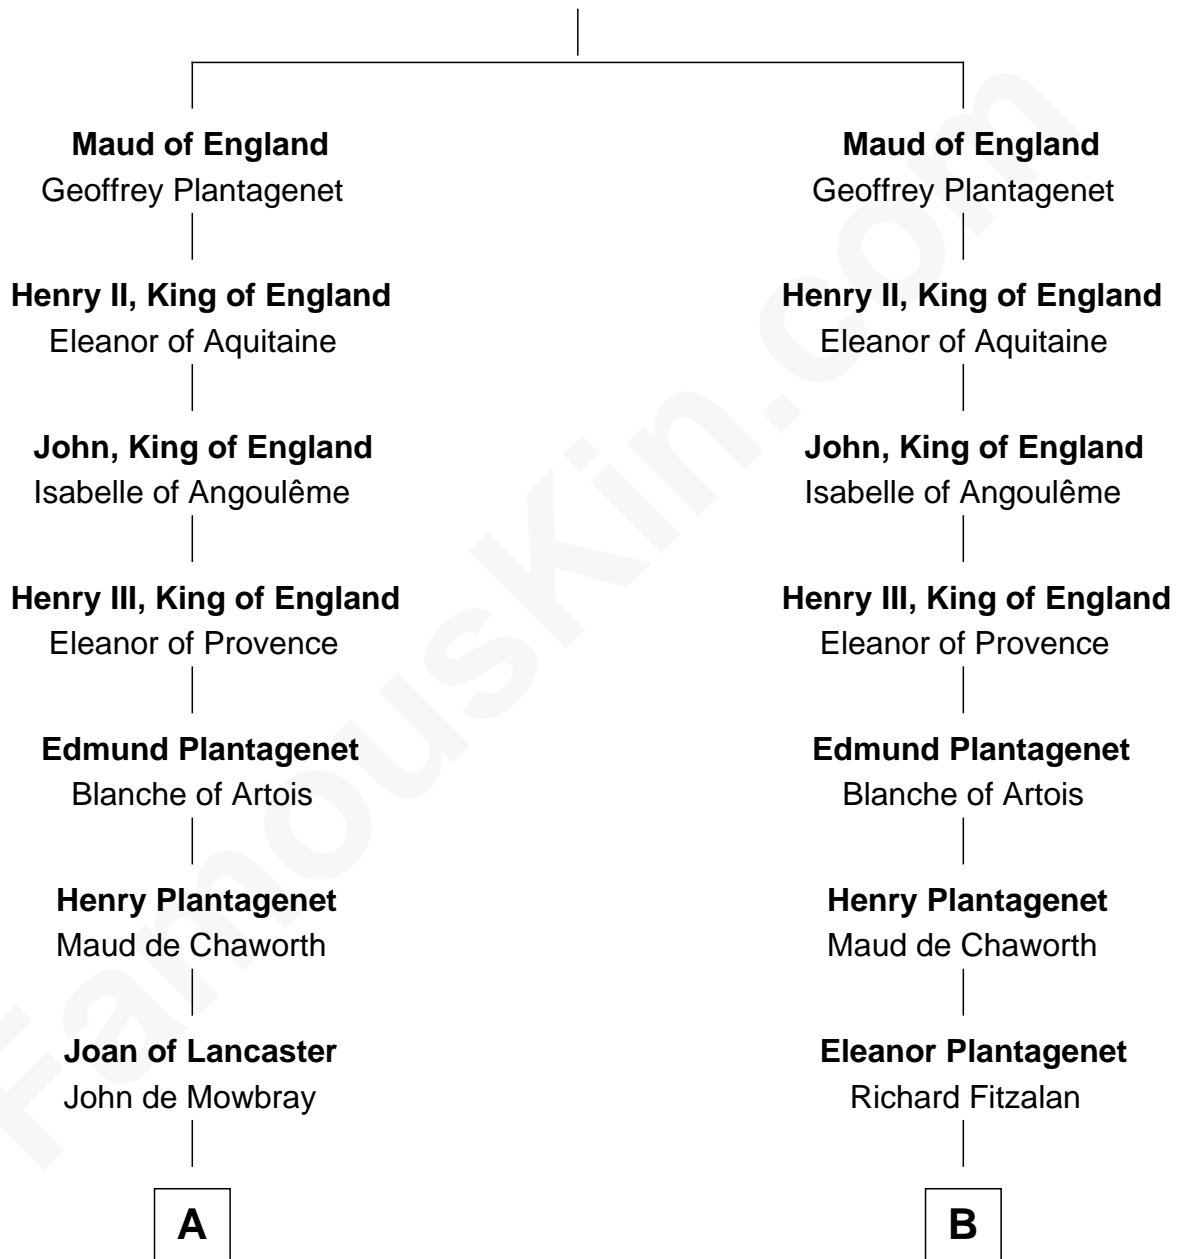 Maud of England
Geoffrey Plantagenet
Henry II, King of England
Eleanor of Aquitaine
John, King of England
Isabelle of Angoulême
Henry III, King of England
Eleanor of Provence
Edmund Plantagenet
Blanche of Artois
Henry Plantagenet
Maud de Chaworth
Joan of Lancaster
John de Mowbray
A
Maud of England
Geoffrey Plantagenet
Henry II, King of England
Eleanor of Aquitaine
John, King of England
Isabelle of Angoulême
Henry III, King of England
Eleanor of Provence
Edmund Plantagenet
Blanche of Artois
Henry Plantagenet
Maud de Chaworth
Eleanor Plantagenet
Richard Fitzalan
B
FamousKin.com